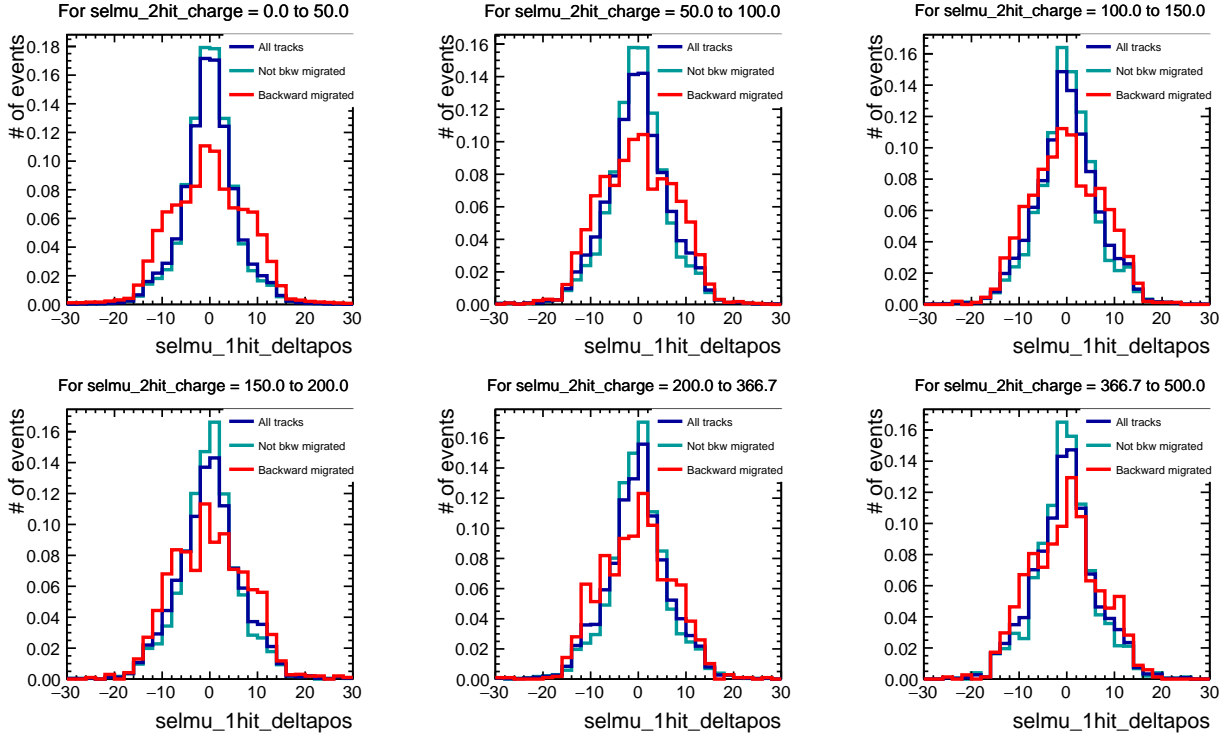 For selmu_2hit_charge = 0.0 to 50.0
# of events
0.18
0.16
0.14
0.12
0.10
0.08
0.06
0.04
0.02
0.00
All tracks
Not bkw migrated
Backward migrated
−30 −20 −10 0 10 20 30
selmu_1hit_deltapos
For selmu_2hit_charge = 50.0 to 100.0
# of events
0.16
0.14
0.12
0.10
0.08
0.06
0.04
0.02
0.00
All tracks
Not bkw migrated
Backward migrated
−30 −20 −10 0 10 20 30
selmu_1hit_deltapos
For selmu_2hit_charge = 100.0 to 150.0
# of events
0.16
0.14
0.12
0.10
0.08
0.06
0.04
0.02
0.00
All tracks
Not bkw migrated
Backward migrated
−30 −20 −10 0 10 20 30
selmu_1hit_deltapos
For selmu_2hit_charge = 150.0 to 200.0
# of events
0.16
0.14
0.12
0.10
0.08
0.06
0.04
0.02
0.00
All tracks
Not bkw migrated
Backward migrated
−30 −20 −10 0 10 20 30
selmu_1hit_deltapos
For selmu_2hit_charge = 200.0 to 366.7
# of events
0.16
0.14
0.12
0.10
0.08
0.06
0.04
0.02
0.00
All tracks
Not bkw migrated
Backward migrated
−30 −20 −10 0 10 20 30
selmu_1hit_deltapos
For selmu_2hit_charge = 366.7 to 500.0
# of events
0.16
0.14
0.12
0.10
0.08
0.06
0.04
0.02
0.00
All tracks
Not bkw migrated
Backward migrated
−30 −20 −10 0 10 20 30
selmu_1hit_deltapos